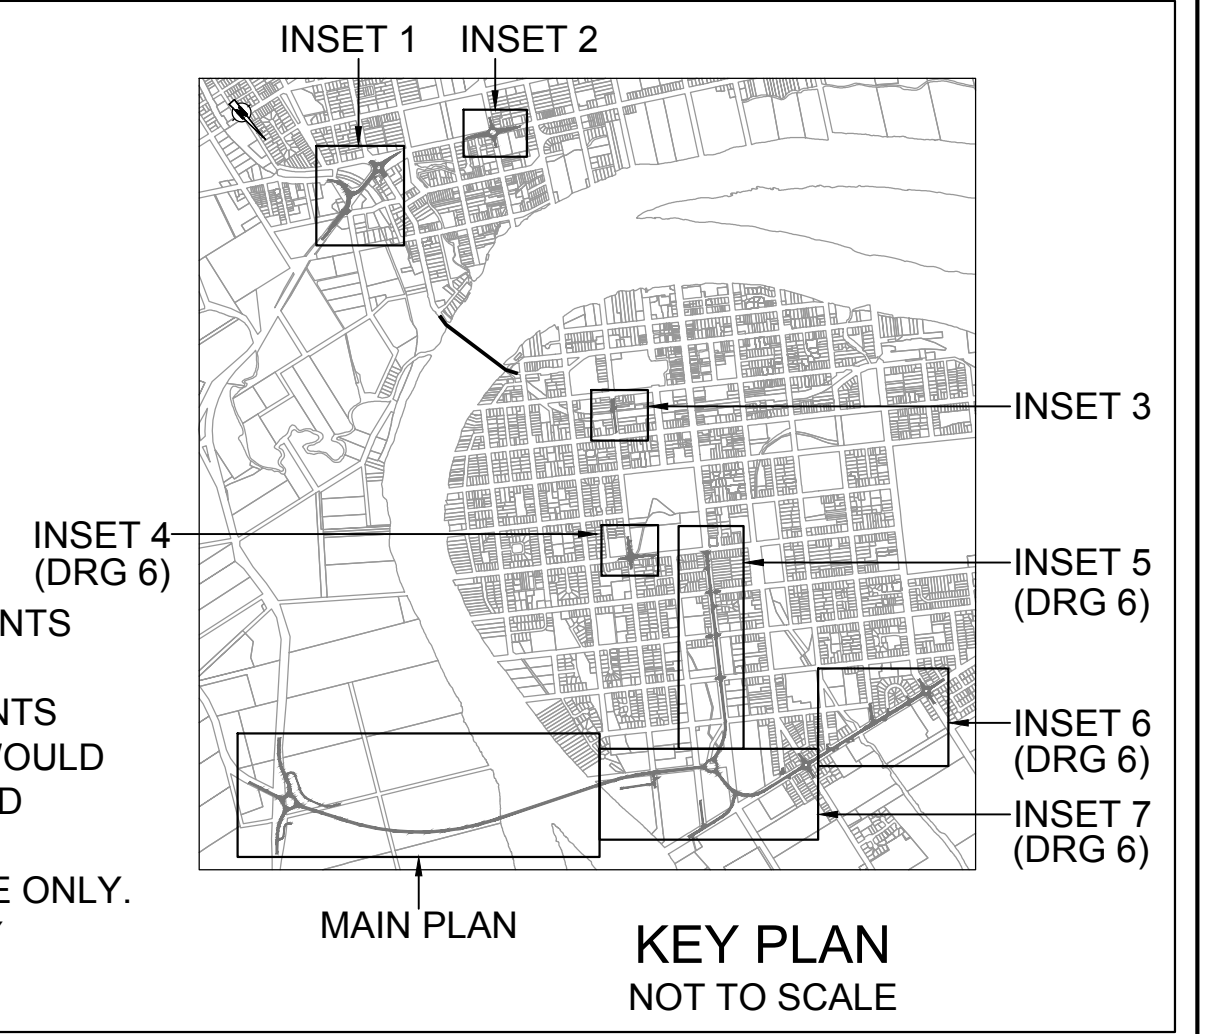 INSET 1
INSET 2
INSET 3
INSET 4
(DRG 6)
INSET 5
(DRG 6)
INSET 6
(DRG 6)
INSET 7
(DRG 6)
NTS
NTS
WOULD
D
E ONLY.
MAIN PLAN
KEY PLAN
NOT TO SCALE